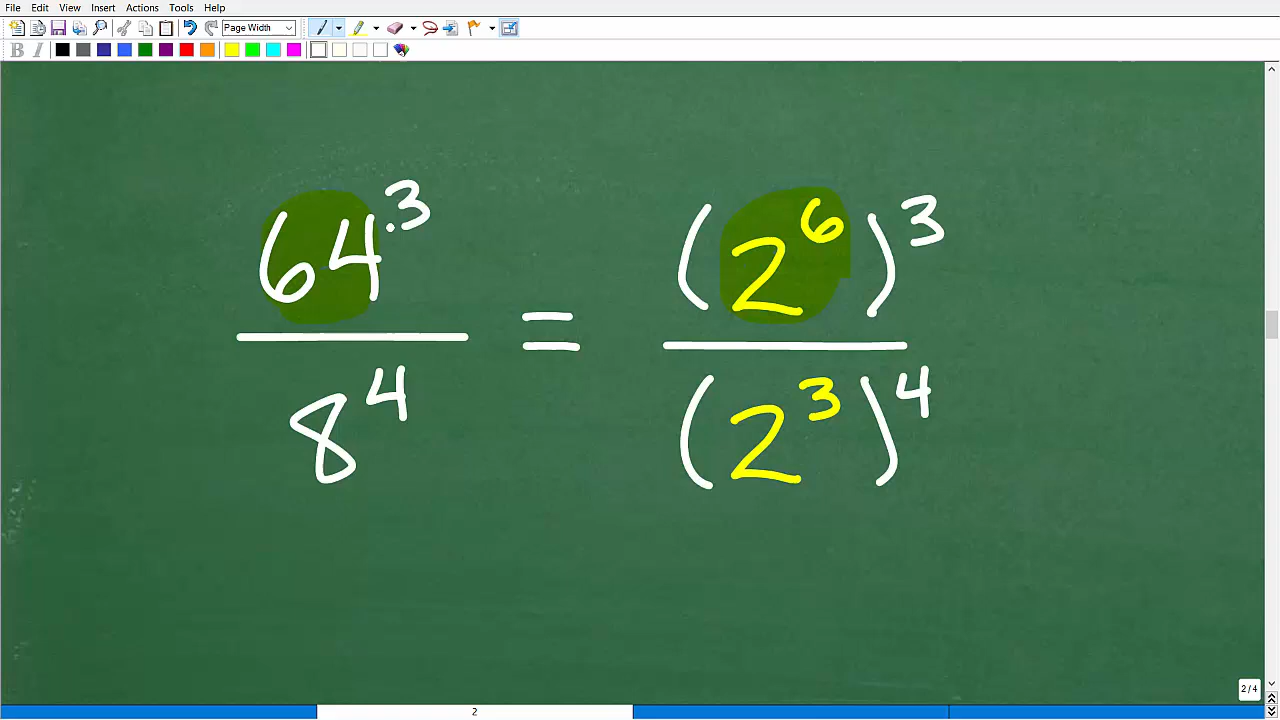 File Edit View Insert Actions Tools Help
Page Width
B I
64^3 / 8^4 = (2^6)^3 / (2^3)^4
2/4
2